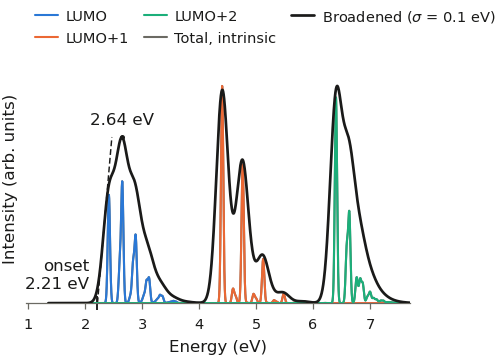 LUMO
LUMO+1
LUMO+2
Total, intrinsic
Broadened (σ = 0.1 eV)
Intensity (arb. units)
2.64 eV
onset
2.21 eV
1 2 3 4 5 6 7
Energy (eV)